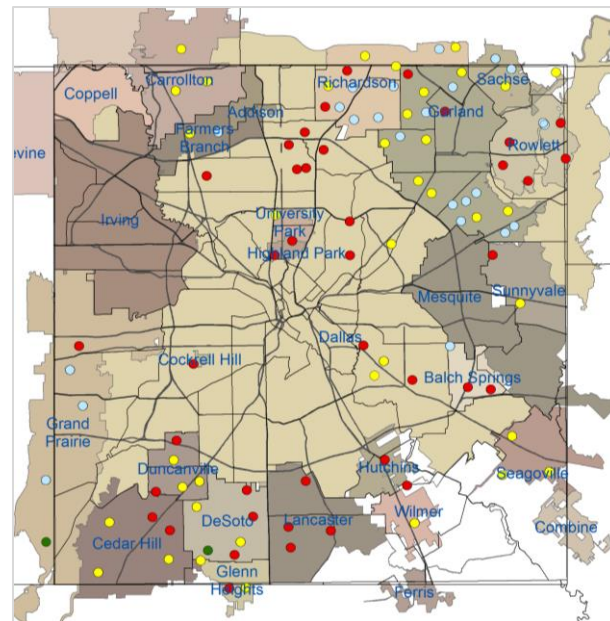 Carrollton
Richardson
Sachse
Coppell
Addison
Garland
Farmers
Branch
Rowlett
evine
Irving
University
Park
Highland Park
Sunnyvale
Mesquite
Dallas
Cockrell Hill
Balch Springs
Grand
Prairie
Duncanville
Hutchins
Seagoville
DeSoto
Lancaster
Wilmer
Combine
Cedar Hill
Glenn
Heights
Ferris